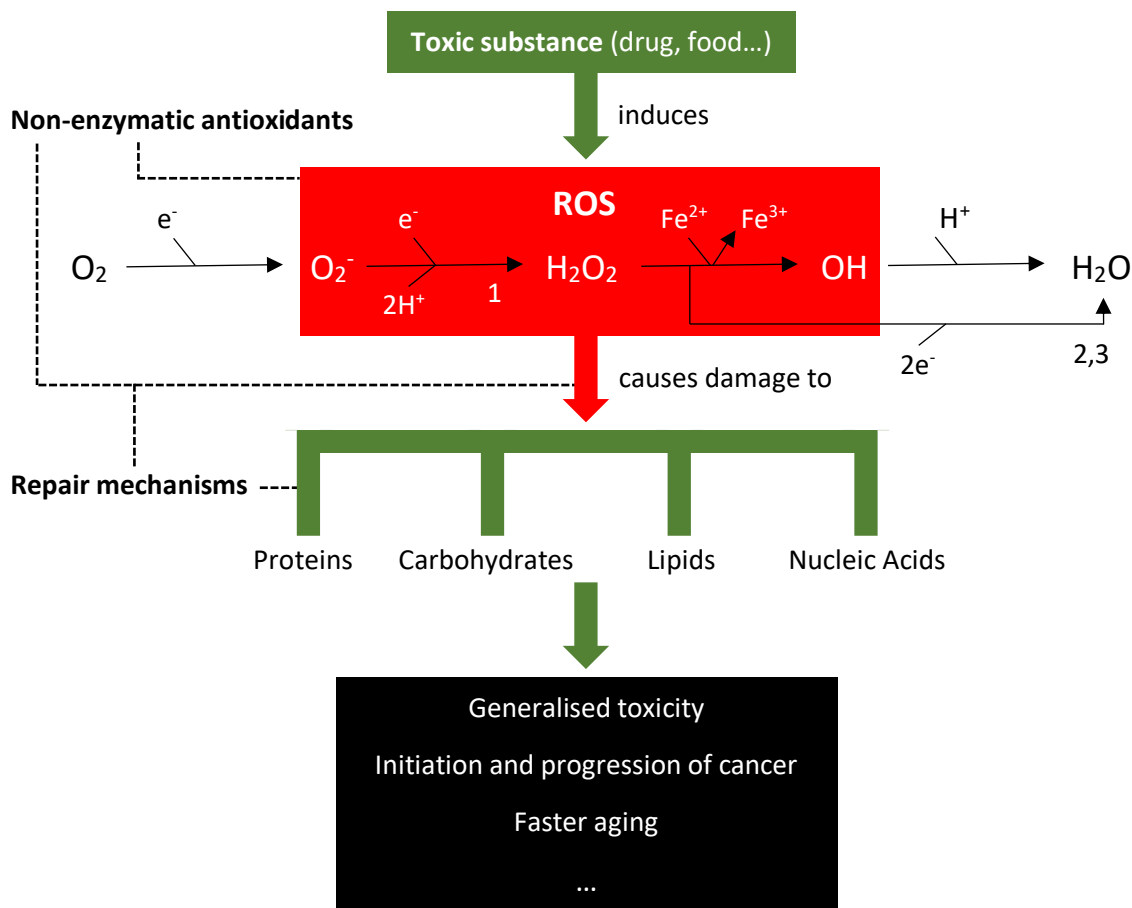 Toxic substance (drug, food…)
induces
Non-enzymatic antioxidants
ROS
e⁻
e⁻
Fe²⁺
Fe³⁺
H⁺
O₂
O₂⁻
H₂O₂
OH
H₂O
2H⁺
1
2e⁻
2,3
causes damage to
Repair mechanisms
Proteins
Carbohydrates
Lipids
Nucleic Acids
Generalised toxicity
Initiation and progression of cancer
Faster aging
…